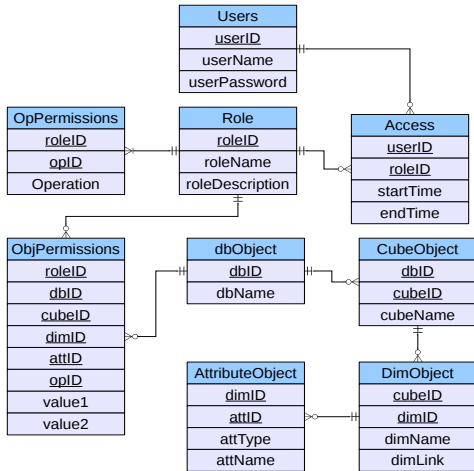 Users
userID
userName
userPassword
OpPermissions
roleID
opID
Operation
Role
roleID
roleName
roleDescription
Access
userID
roleID
startTime
endTime
ObjPermissions
roleID
dbID
cubeID
dimID
attID
opID
value1
value2
dbObject
dbID
dbName
CubeObject
dbID
cubeID
cubeName
AttributeObject
dimID
attID
attType
attName
DimObject
cubeID
dimID
dimName
dimLink